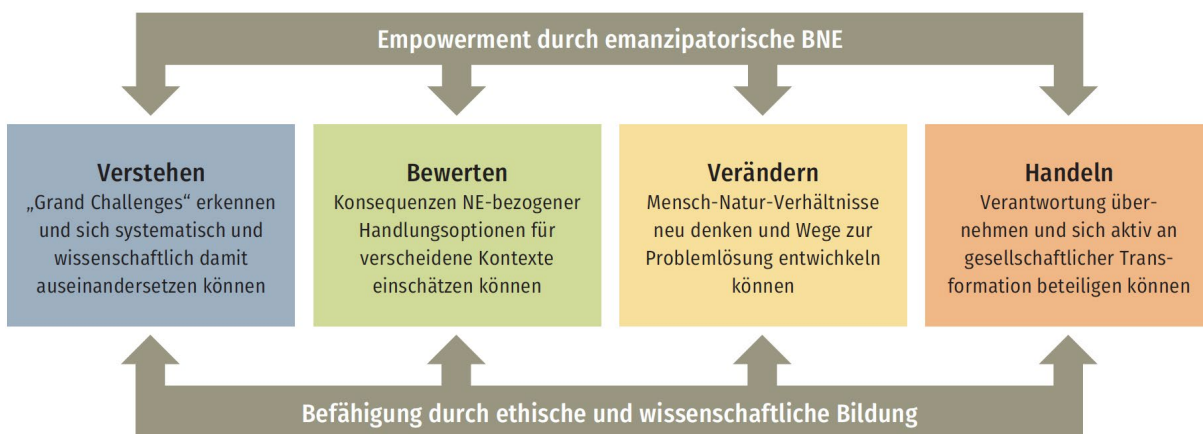 Empowerment durch emanzipatorische BNE
Verstehen
„Grand Challenges“ erkennen
und sich systematisch und
wissenschaftlich damit
auseinandersetzen können
Bewerten
Konsequenzen NE-bezogener
Handlungsoptionen für
verscheidene Kontexte
einschätzen können
Verändern
Mensch-Natur-Verhältnisse
neu denken und Wege zur
Problemlösung entwichkeln
können
Handeln
Verantwortung über-
nehmen und sich aktiv an
gesellschaftlicher Trans-
formation beteiligen können
Befähigung durch ethische und wissenschaftliche Bildung